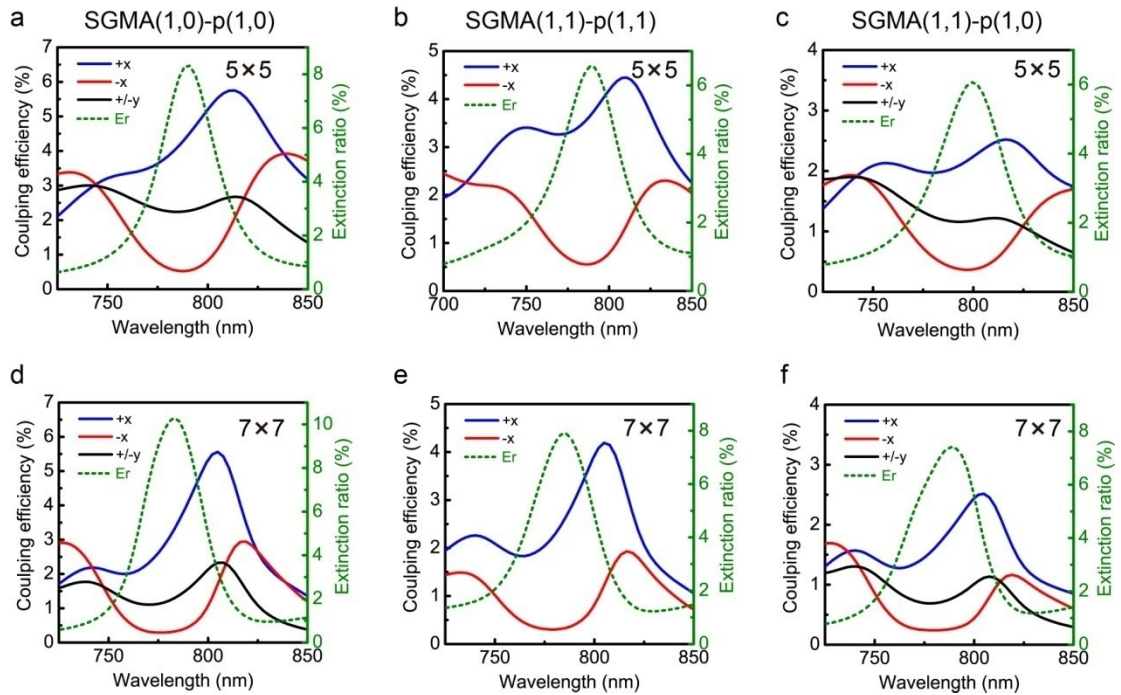 a SGMA(1,0)-p(1,0)
7
6
5
4
3
2
1
0
Coulping efficiency (%)
+x
-x
+/-y
Er
5×5
8
6
4
2
0
Extinction ratio (%)
750 800 850
Wavelength (nm)
b SGMA(1,1)-p(1,1)
5
4
3
2
1
0
Coulping efficiency (%)
+x
-x
Er
5×5
6
4
2
0
Extinction ratio (%)
700 750 800 850
Wavelength (nm)
c SGMA(1,1)-p(1,0)
4
3
2
1
0
Coulping efficiency (%)
+x
-x
+/-y
Er
5×5
6
4
2
0
Extinction ratio (%)
750 800 850
Wavelength (nm)
d
7
6
5
4
3
2
1
0
Coulping efficiency (%)
+x
-x
+/-y
Er
7×7
10
8
6
4
2
0
Extinction ratio (%)
750 800 850
Wavelength (nm)
e
5
4
3
2
1
0
Coulping efficiency (%)
+x
-x
Er
7×7
8
6
4
2
0
Extinction ratio (%)
750 800 850
Wavelength (nm)
f
4
3
2
1
0
Coulping efficiency (%)
+x
-x
+/-y
Er
7×7
8
6
4
2
0
Extinction ratio (%)
750 800 850
Wavelength (nm)